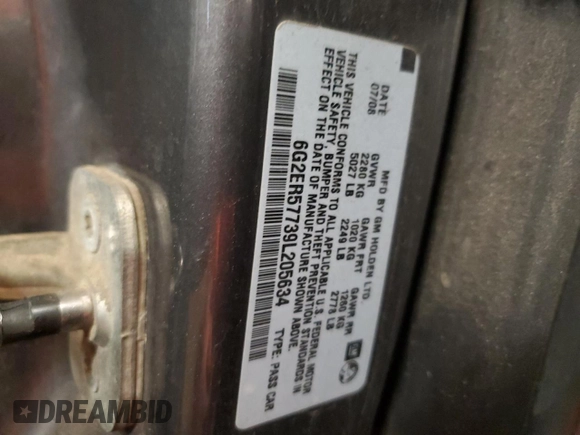 MFD BY GM HOLDEN LTD.
DATE GVWR GAWR FRT GAWR RR
07/08 2280 KG 1020 KG 1260 KG
5027 LB 2249 LB 2778 LB
THIS VEHICLE CONFORMS TO ALL APPLICABLE U.S. FEDERAL MOTOR
VEHICLE SAFETY, BUMPER AND THEFT PREVENTION STANDARDS IN
EFFECT ON THE DATE OF MANUFACTURE SHOWN ABOVE.
6G2ER57739L205634 TYPE: PASS CAR
GM
DREAMBID